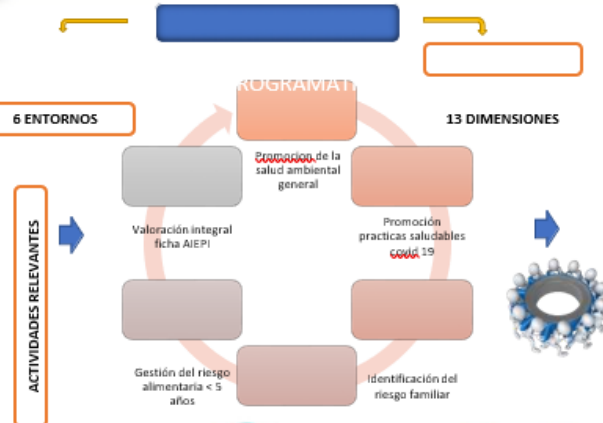 ROGRAMATI
6 ENTORNOS
13 DIMENSIONES
Promocion de la
salud ambiental
general
Promoción
practicas saludables
covid 19
Valoración integral
ficha AIEPI
ACTIVIDADES RELEVANTES
Gestión del riesgo
alimentaria < 5
años
Identificación del
riesgo familiar